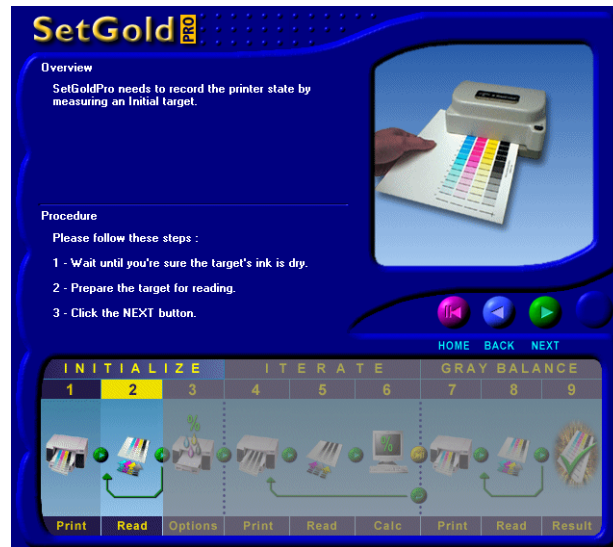 SetGold PRO
Overview
SetGoldPro needs to record the printer state by
measuring an Initial target.
Procedure
Please follow these steps :
1 - Wait until you're sure the target's ink is dry.
2 - Prepare the target for reading.
3 - Click the NEXT button.
HOME BACK NEXT
INITIALIZE ITERATE GRAY BALANCE
1 2 3 4 5 6 7 8 9
%
%
Print Read Options Print Read Calc Print Read Result